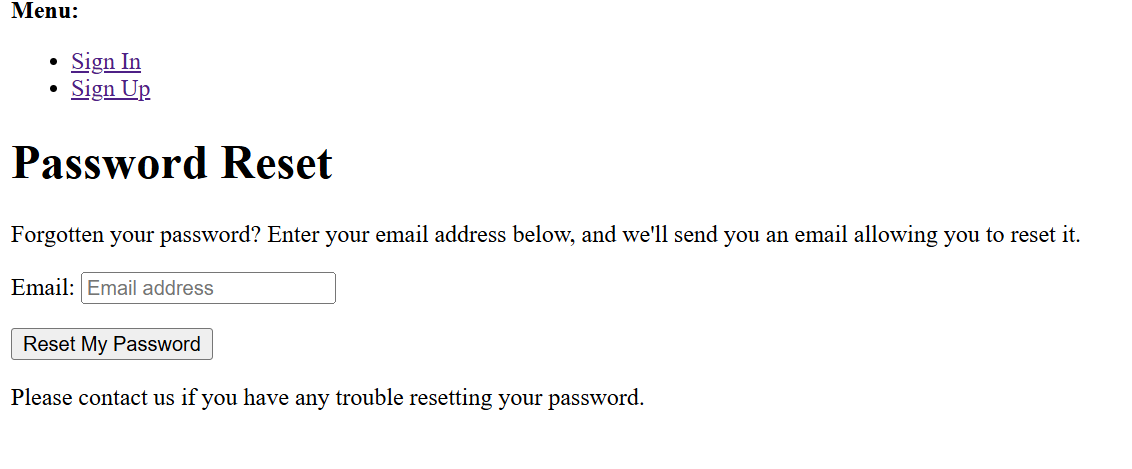 Menu:
Sign In
Sign Up
Password Reset
Forgotten your password? Enter your email address below, and we'll send you an email allowing you to reset it.
Email: Email address
Reset My Password
Please contact us if you have any trouble resetting your password.